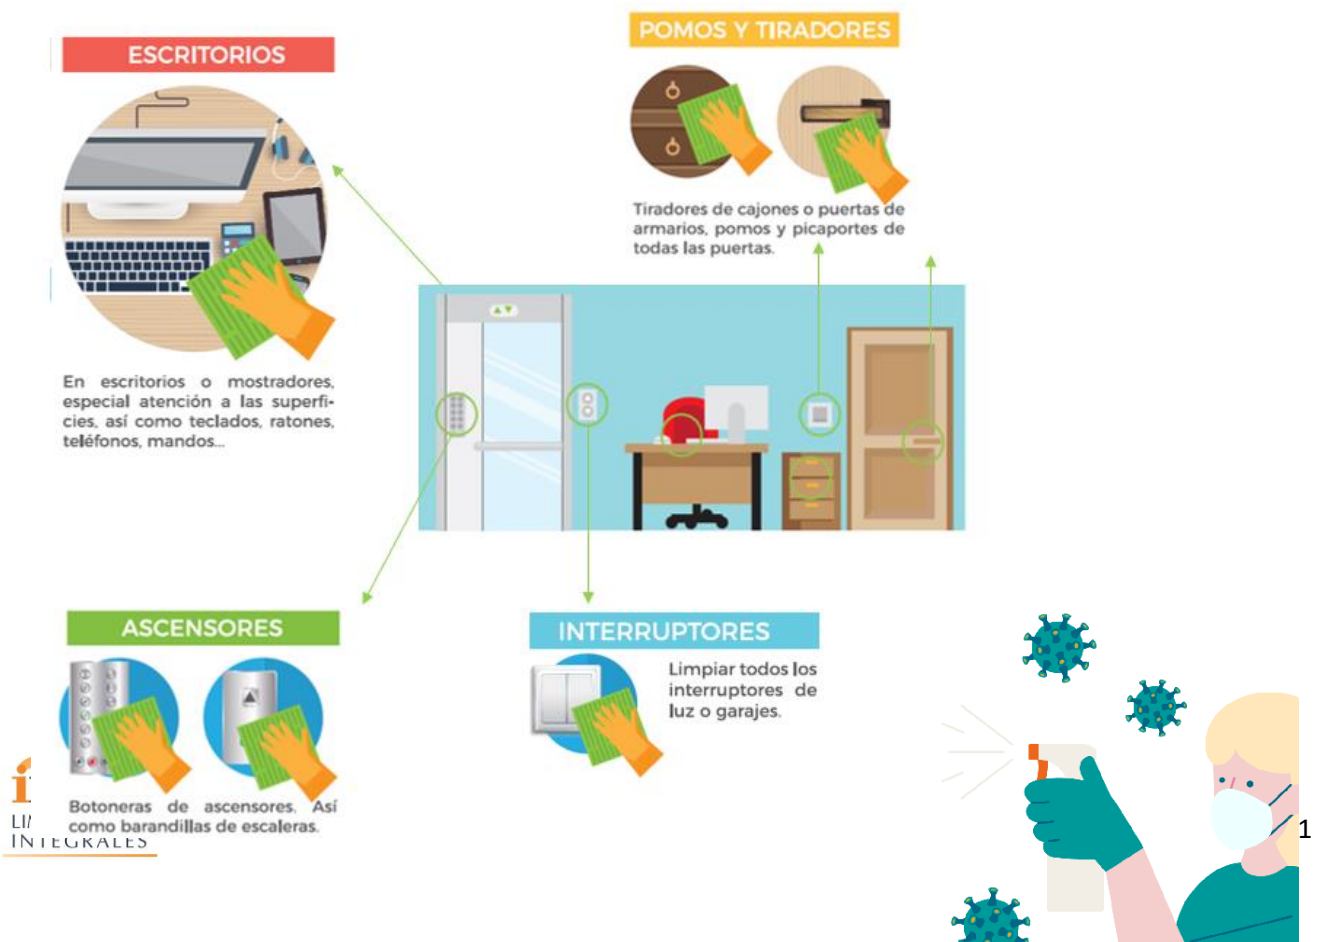 ESCRITORIOS
En escritorios o mostradores,
especial atención a las superfi-
cies, así como teclados, ratones,
teléfonos, mandos...
POMOS Y TIRADORES
Tiradores de cajones o puertas de
armarios, pomos y picaportes de
todas las puertas.
ASCENSORES
Botoneras de ascensores. Así
como barandillas de escaleras.
INTERRUPTORES
Limpiar todos los
interruptores de
luz o garajes.
INTEGRALES
1